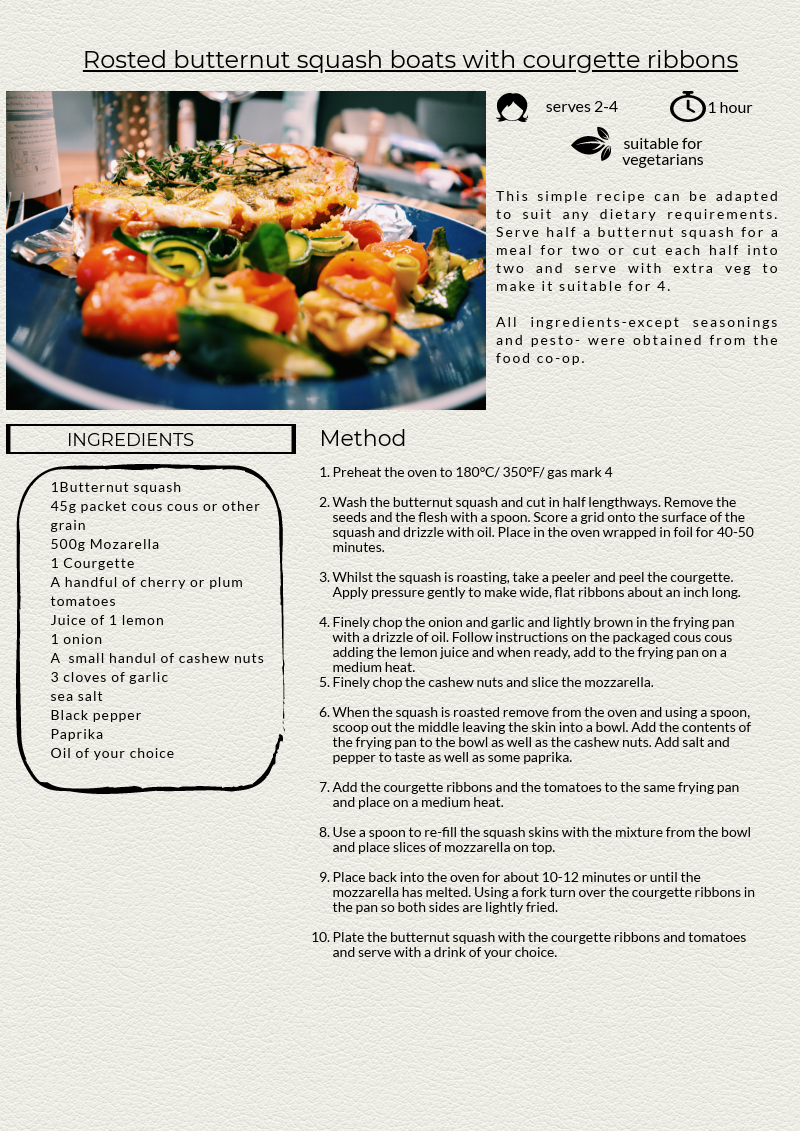 Rosted butternut squash boats with courgette ribbons
serves 2-4
1 hour
suitable for
vegetarians
This simple recipe can be adapted
to suit any dietary requirements.
Serve half a butternut squash for a
meal for two or cut each half into
two and serve with extra veg to
make it suitable for 4.
All ingredients-except seasonings
and pesto- were obtained from the
food co-op.
INGREDIENTS
1Butternut squash
45g packet cous cous or other
grain
500g Mozarella
1 Courgette
A handful of cherry or plum
tomatoes
Juice of 1 lemon
1 onion
A  small handul of cashew nuts
3 cloves of garlic
sea salt
Black pepper
Paprika
Oil of your choice
Method
1. Preheat the oven to 180°C/ 350°F/ gas mark 4
2. Wash the butternut squash and cut in half lengthways. Remove the
seeds and the flesh with a spoon. Score a grid onto the surface of the
squash and drizzle with oil. Place in the oven wrapped in foil for 40-50
minutes.
3. Whilst the squash is roasting, take a peeler and peel the courgette.
Apply pressure gently to make wide, flat ribbons about an inch long.
4. Finely chop the onion and garlic and lightly brown in the frying pan
with a drizzle of oil. Follow instructions on the packaged cous cous
adding the lemon juice and when ready, add to the frying pan on a
medium heat.
5. Finely chop the cashew nuts and slice the mozzarella.
6. When the squash is roasted remove from the oven and using a spoon,
scoop out the middle leaving the skin into a bowl. Add the contents of
the frying pan to the bowl as well as the cashew nuts. Add salt and
pepper to taste as well as some paprika.
7. Add the courgette ribbons and the tomatoes to the same frying pan
and place on a medium heat.
8. Use a spoon to re-fill the squash skins with the mixture from the bowl
and place slices of mozzarella on top.
9. Place back into the oven for about 10-12 minutes or until the
mozzarella has melted. Using a fork turn over the courgette ribbons in
the pan so both sides are lightly fried.
10. Plate the butternut squash with the courgette ribbons and tomatoes
and serve with a drink of your choice.